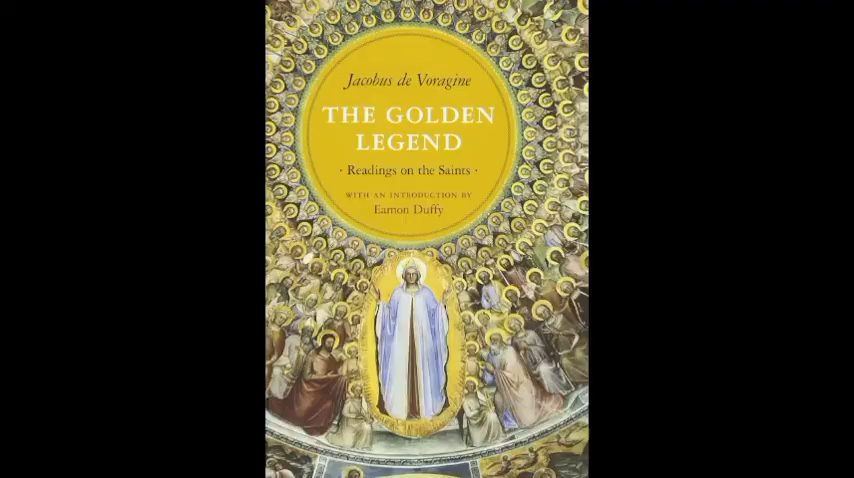 Jacobus de Voragine
THE GOLDEN
LEGEND
· Readings on the Saints ·
WITH AN INTRODUCTION BY
Eamon Duffy